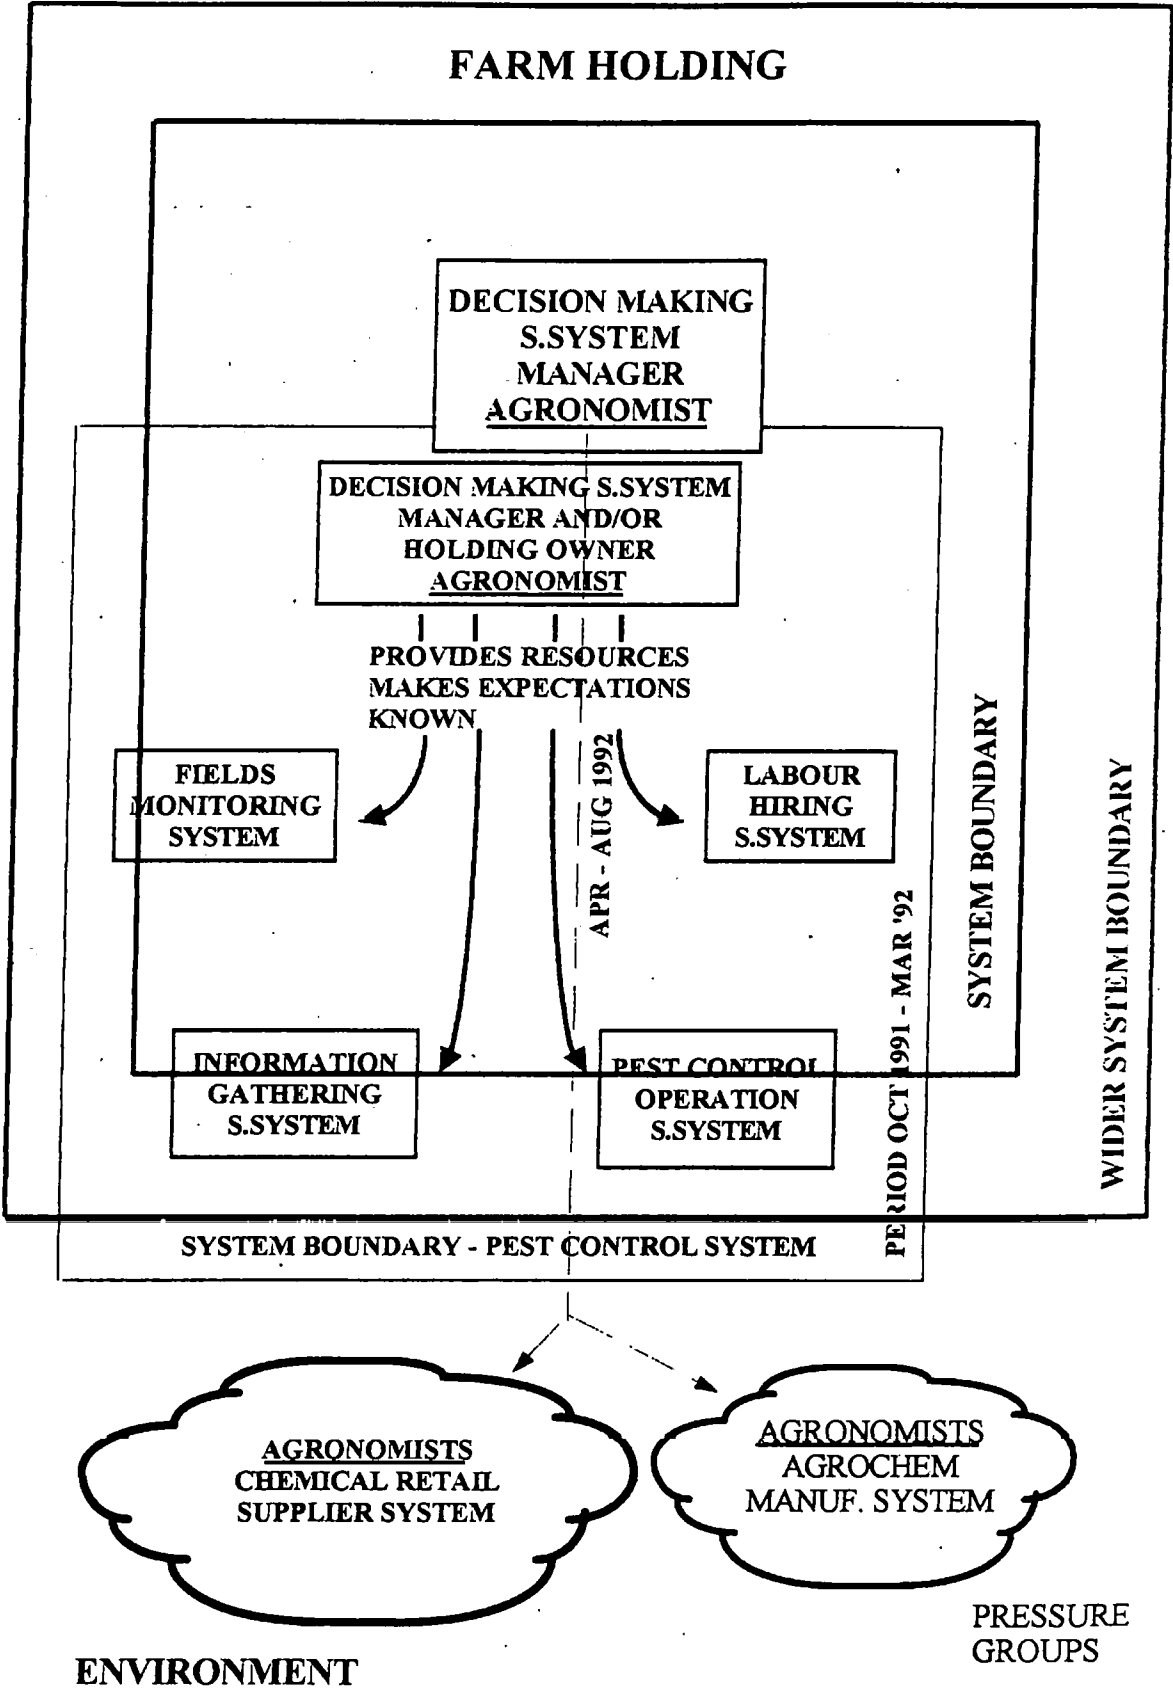 FARM HOLDING
DECISION MAKING
S.SYSTEM
MANAGER
AGRONOMIST
DECISION MAKING S.SYSTEM
MANAGER AND/OR
HOLDING OWNER
AGRONOMIST
PROVIDES RESOURCES
MAKES EXPECTATIONS
KNOWN
FIELDS
MONITORING
SYSTEM
APR - AUG 1992
LABOUR
HIRING
S.SYSTEM
SYSTEM BOUNDARY
WIDER SYSTEM BOUNDARY
PERIOD OCT 1991 - MAR '92
INFORMATION
GATHERING
S.SYSTEM
PEST CONTROL
OPERATION
S.SYSTEM
SYSTEM BOUNDARY - PEST CONTROL SYSTEM
AGRONOMISTS
CHEMICAL RETAIL
SUPPLIER SYSTEM
AGRONOMISTS
AGROCHEM
MANUF. SYSTEM
PRESSURE
GROUPS
ENVIRONMENT